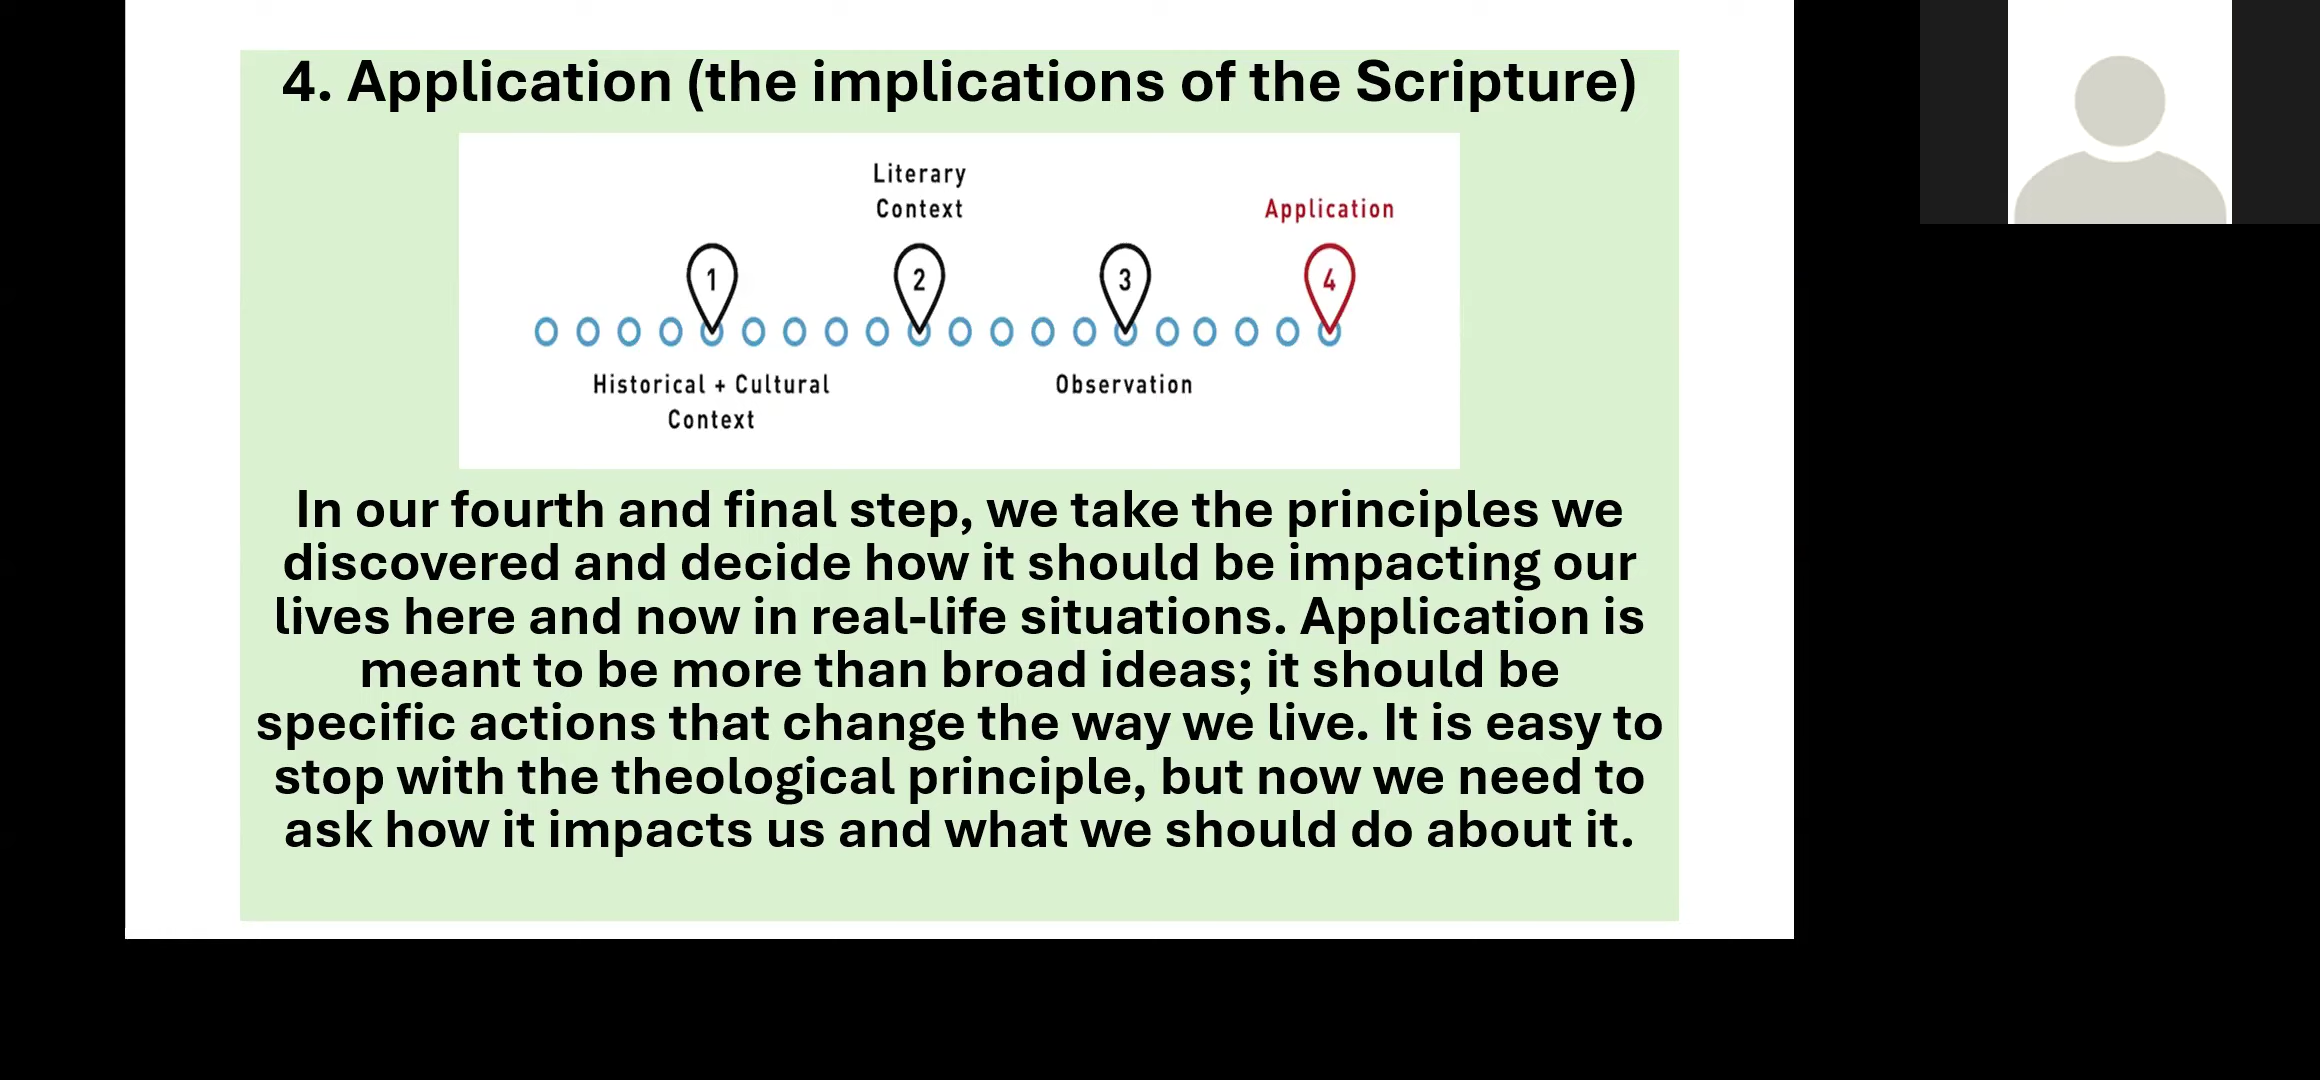 4. Application (the implications of the Scripture)
Literary
Context
Application
1
2
3
4
Historical + Cultural
Context
Observation
In our fourth and final step, we take the principles we
discovered and decide how it should be impacting our
lives here and now in real-life situations. Application is
meant to be more than broad ideas; it should be
specific actions that change the way we live. It is easy to
stop with the theological principle, but now we need to
ask how it impacts us and what we should do about it.